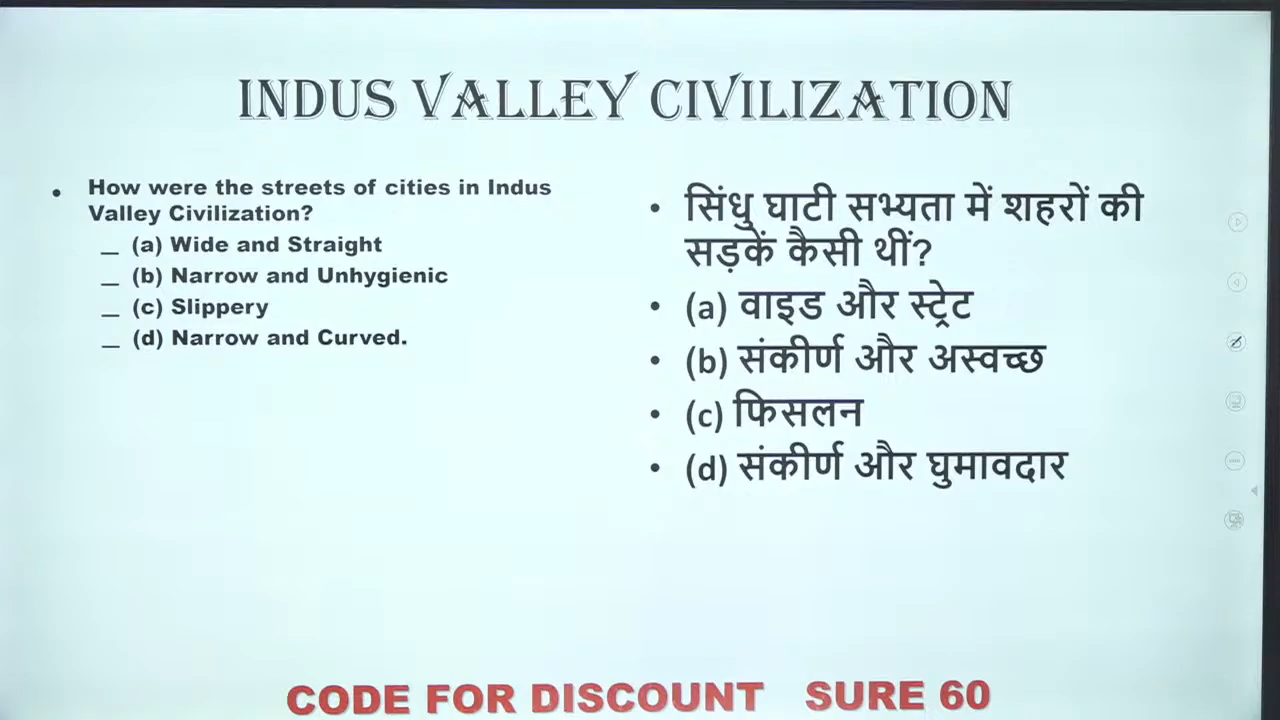 INDUS VALLEY CIVILIZATION
• How were the streets of cities in Indus
Valley Civilization?
_ (a) Wide and Straight
_ (b) Narrow and Unhygienic
_ (c) Slippery
_ (d) Narrow and Curved.
• सिंधु घाटी सभ्यता में शहरों की
सड़कें कैसी थीं?
• (a) वाइड और स्ट्रेट
• (b) संकीर्ण और अस्वच्छ
• (c) फिसलन
• (d) संकीर्ण और घुमावदार
CODE FOR DISCOUNT SURE 60